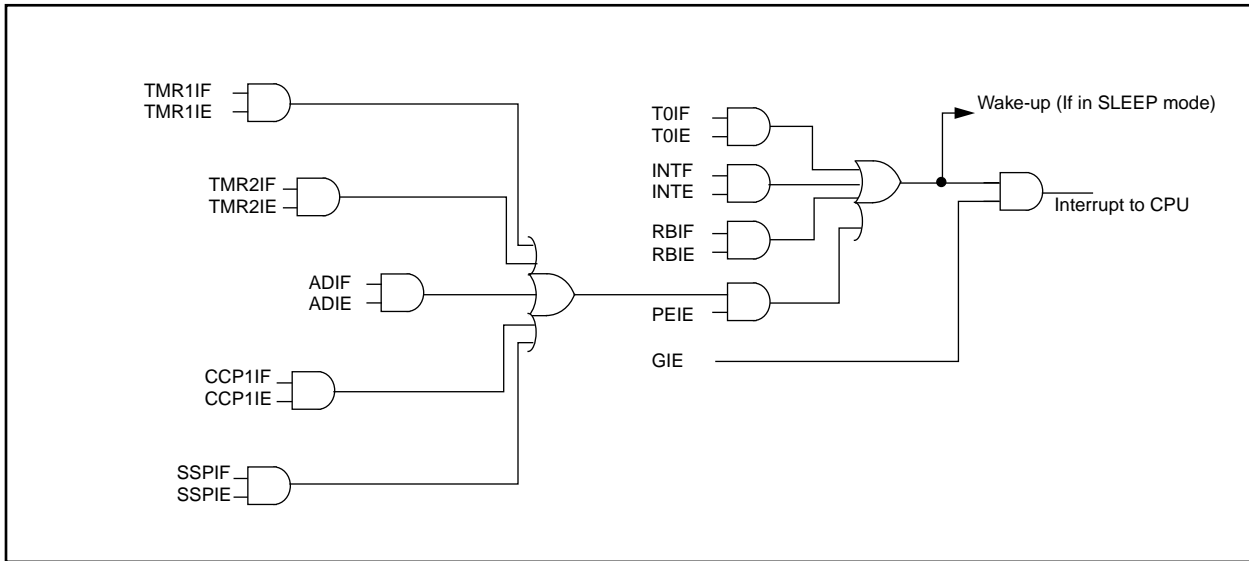 TMR1IF
TMR1IE
TMR2IF
TMR2IE
ADIF
ADIE
CCP1IF
CCP1IE
SSPIF
SSPIE
T0IF
T0IE
INTF
INTE
RBIF
RBIE
PEIE
GIE
Wake-up (If in SLEEP mode)
Interrupt to CPU